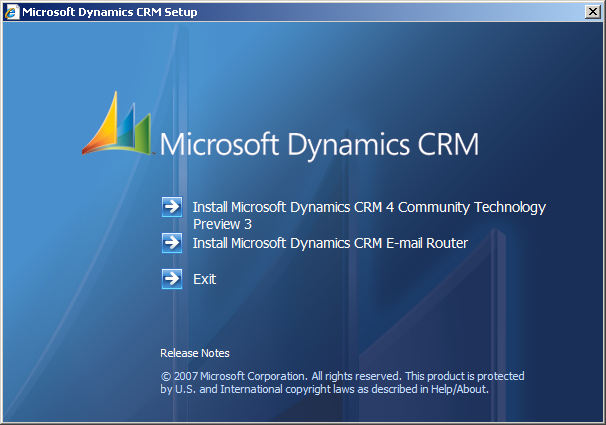 Microsoft Dynamics CRM Setup
Microsoft Dynamics CRM
Install Microsoft Dynamics CRM 4 Community Technology
Preview 3
Install Microsoft Dynamics CRM E-mail Router
Exit
Release Notes
© 2007 Microsoft Corporation. All rights reserved. This product is protected
by U.S. and International copyright laws as described in Help/About.